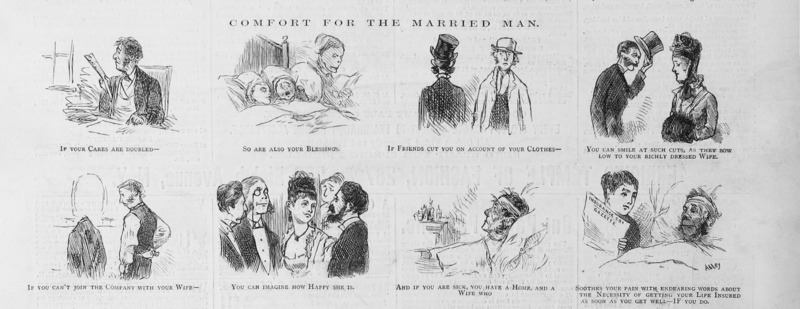 COMFORT FOR THE MARRIED MAN.
IF YOUR CARES ARE DOUBLED—
SO ARE ALSO YOUR BLESSINGS.
IF FRIENDS CUT YOU ON ACCOUNT OF YOUR CLOTHES—
YOU CAN SMILE AT SUCH CUTS, AS THEY BOW
LOW TO YOUR RICHLY DRESSED WIFE.
IF YOU CAN'T JOIN THE COMPANY WITH YOUR WIFE—
YOU CAN IMAGINE HOW HAPPY SHE IS.
AND IF YOU ARE SICK, YOU HAVE A HOME, AND A
WIFE WHO
INSURANCE
GAZETTE
SOOTHES YOUR PAIN WITH ENDEARING WORDS ABOUT
THE NECESSITY OF GETTING YOUR LIFE INSURED
AS SOON AS YOU GET WELL—IF YOU DO.